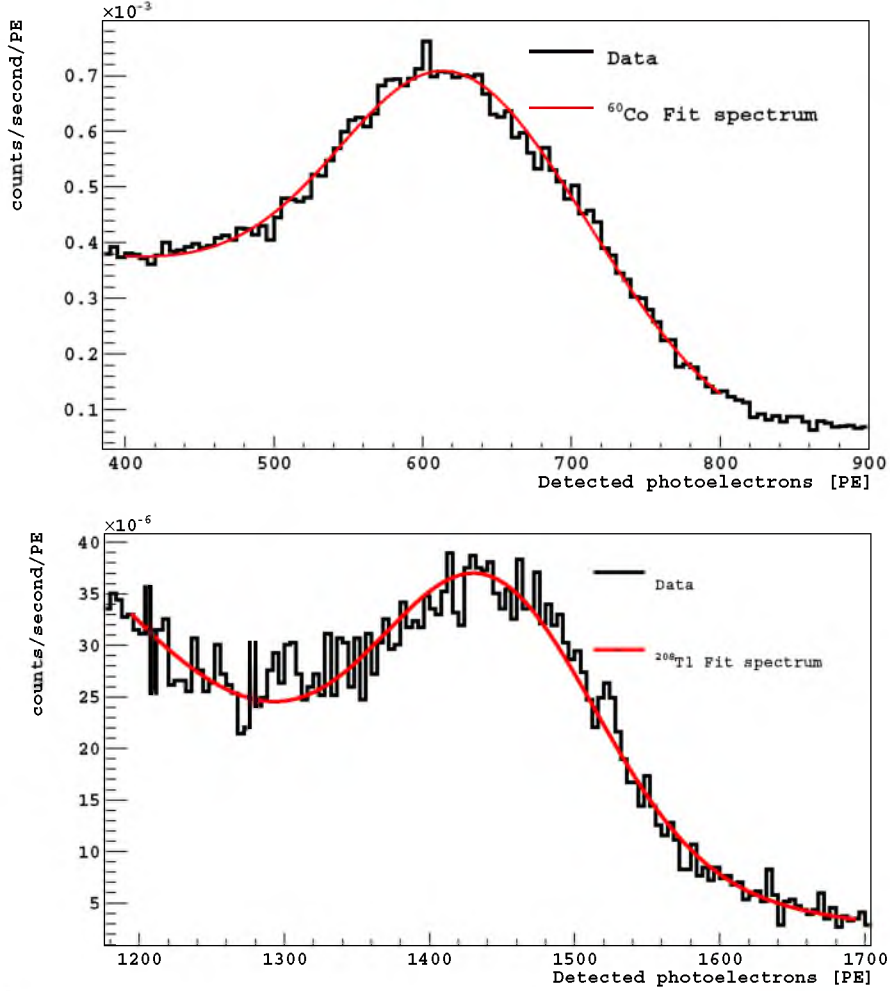 ×10⁻³
counts/second/PE
0.7
0.6
0.5
0.4
0.3
0.2
0.1
Data
⁶⁰Co Fit spectrum
400 500 600 700 800 900
Detected photoelectrons [PE]
×10⁻⁶
counts/second/PE
40
35
30
25
20
15
10
5
Data
²⁰⁸Tl Fit spectrum
1200 1300 1400 1500 1600 1700
Detected photoelectrons [PE]